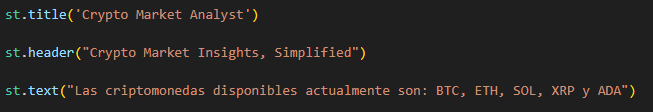 st.title('Crypto Market Analyst')
st.header("Crypto Market Insights, Simplified")
st.text("Las criptomonedas disponibles actualmente son: BTC, ETH, SOL, XRP y ADA")